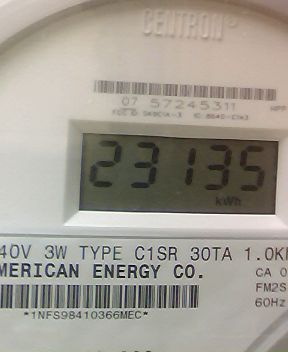 CENTRON®
07 57245311
23135
kWh
40V 3W TYPE C1SR 30TA 1.0K
MERICAN ENERGY CO.
CA 0
FM2S
60Hz
*1NFS98410366MEC*